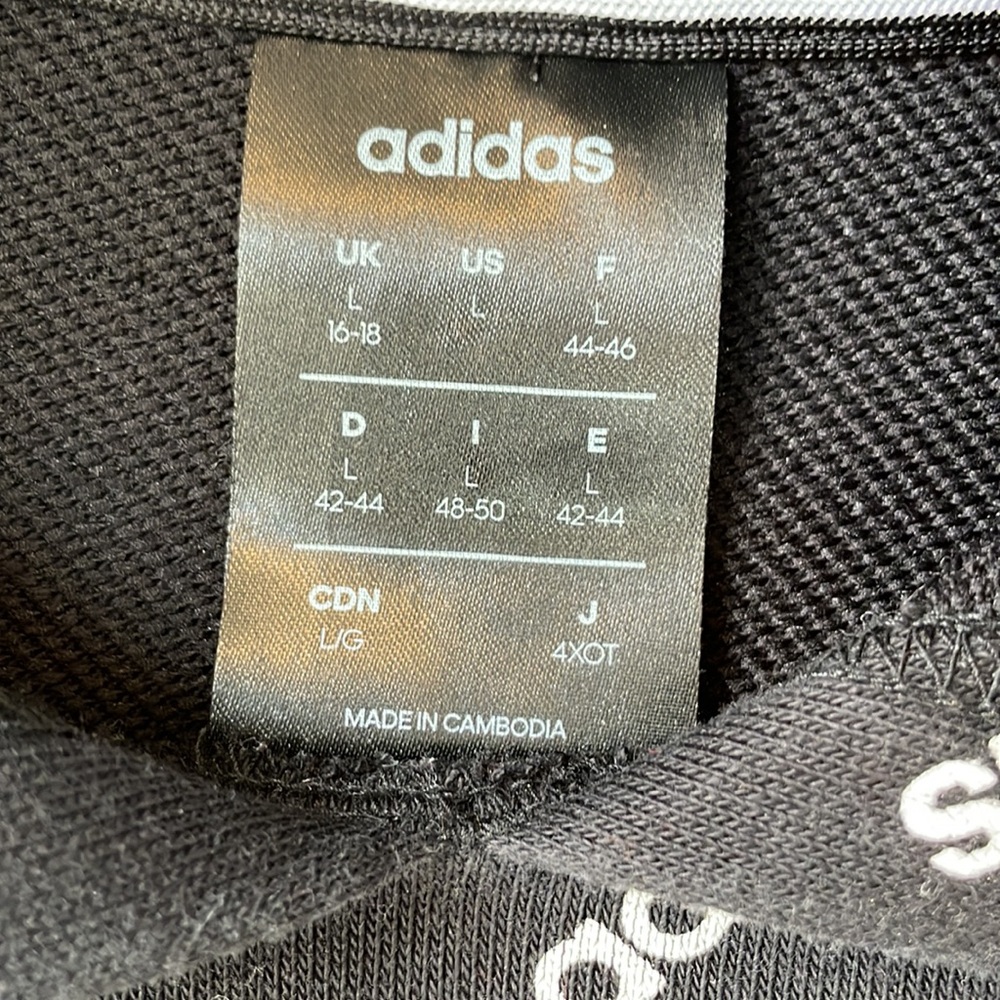 adidas
UK US F
L L L
16-18 44-46
D I E
L L L
42-44 48-50 42-44
CDN J
L/G 4XOT
MADE IN CAMBODIA